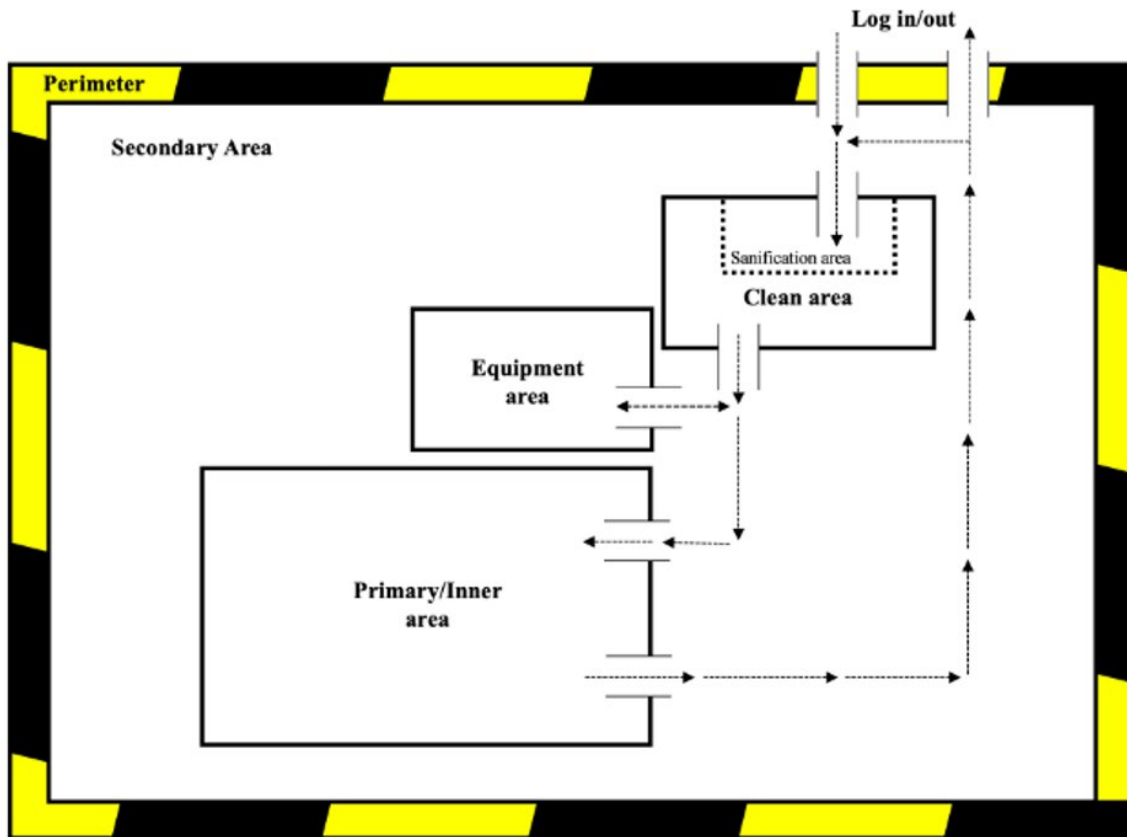 Log in/out
Perimeter
Secondary Area
Sanification area
Clean area
Equipment
area
Primary/Inner
area